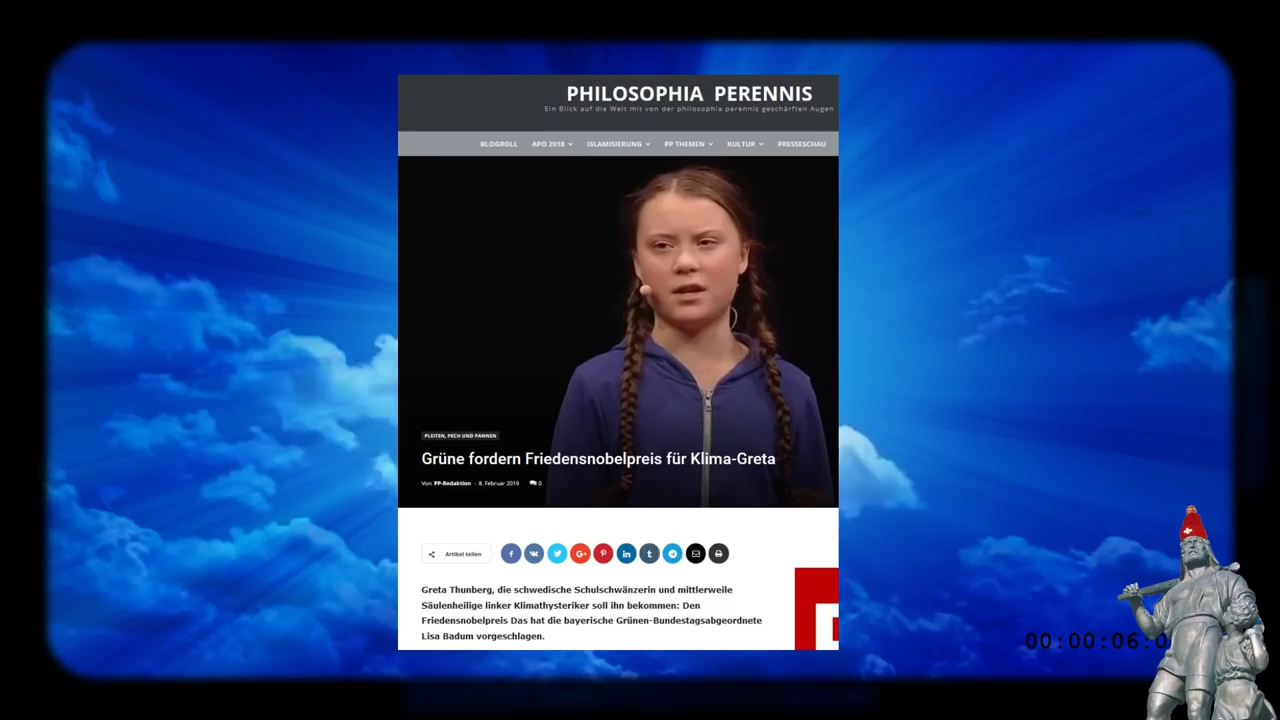 PHILOSOPHIA PERENNIS
Ein Blick auf die Welt mit von der philosophia perennis geschärften Augen
BLOGROLL APO 2018 ISLAMISIERUNG PP THEMEN KULTUR PRESSESCHAU
PLEITEN, PECH UND PANNEN
Grüne fordern Friedensnobelpreis für Klima-Greta
Von PP-Redaktion - 8. Februar 2019 0
Artikel teilen
Greta Thunberg, die schwedische Schulschwänzerin und mittlerweile
Säulenheilige linker Klimathysteriker soll ihn bekommen: Den
Friedensnobelpreis Das hat die bayerische Grünen-Bundestagsabgeordnete
Lisa Badum vorgeschlagen.
00:00:06:0